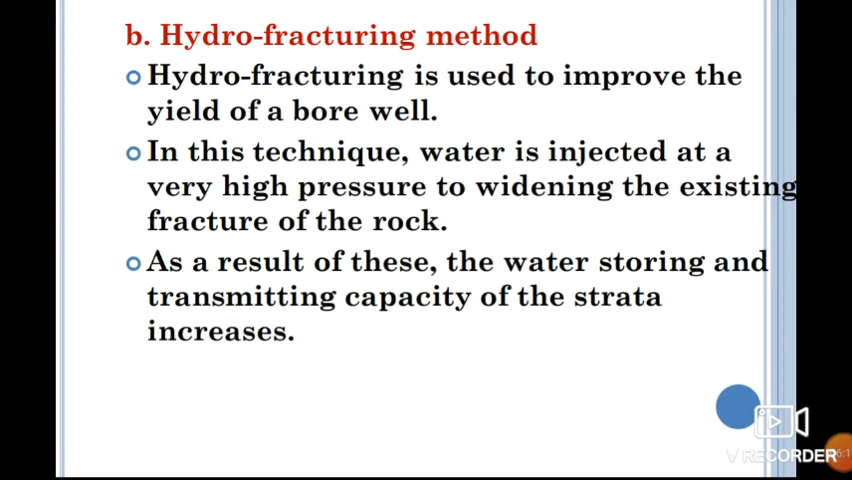 b. Hydro-fracturing method
Hydro-fracturing is used to improve the
yield of a bore well.
In this technique, water is injected at a
very high pressure to widening the existing
fracture of the rock.
As a result of these, the water storing and
transmitting capacity of the strata
increases.
V RECORDER